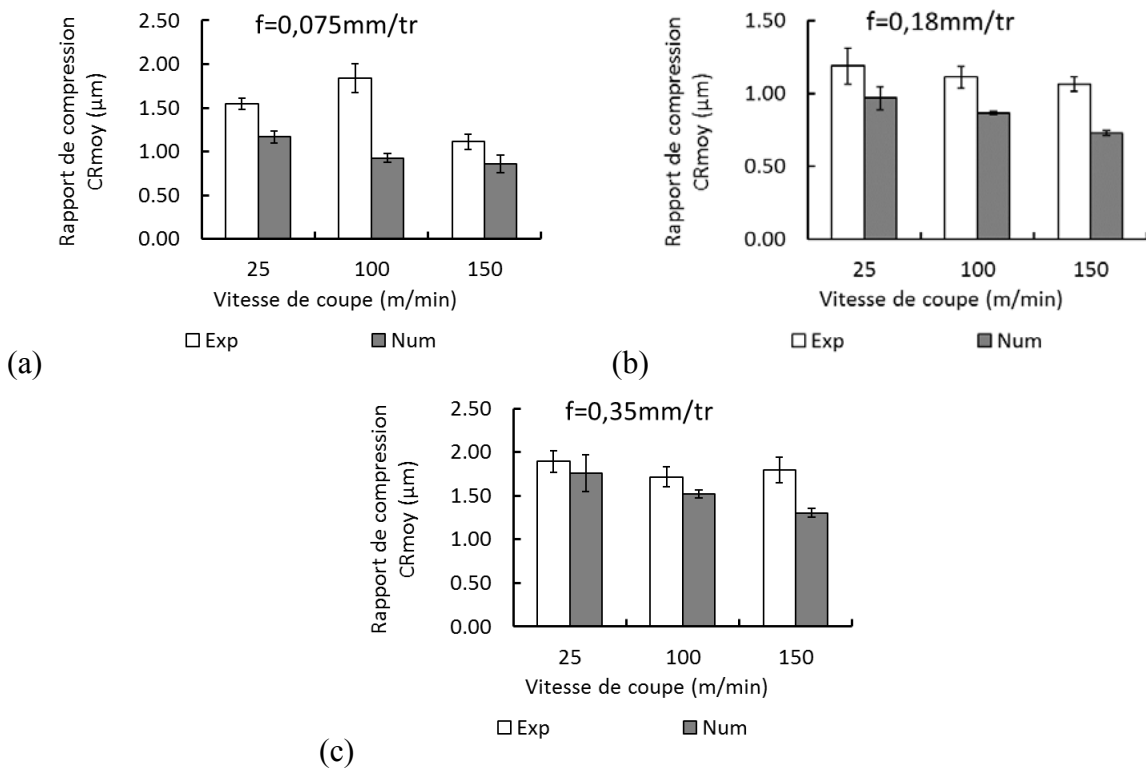 f=0,075mm/tr
Rapport de compression
CRmoy (µm)
2.50
2.00
1.50
1.00
0.50
0.00
25 100 150
Vitesse de coupe (m/min)
Exp Num
(a)
f=0,18mm/tr
Rapport de compression
CRmoy (µm)
1.50
1.00
0.50
0.00
25 100 150
Vitesse de coupe (m/min)
Exp Num
(b)
f=0,35mm/tr
Rapport de compression
CRmoy (µm)
2.50
2.00
1.50
1.00
0.50
0.00
25 100 150
Vitesse de coupe (m/min)
Exp Num
(c)